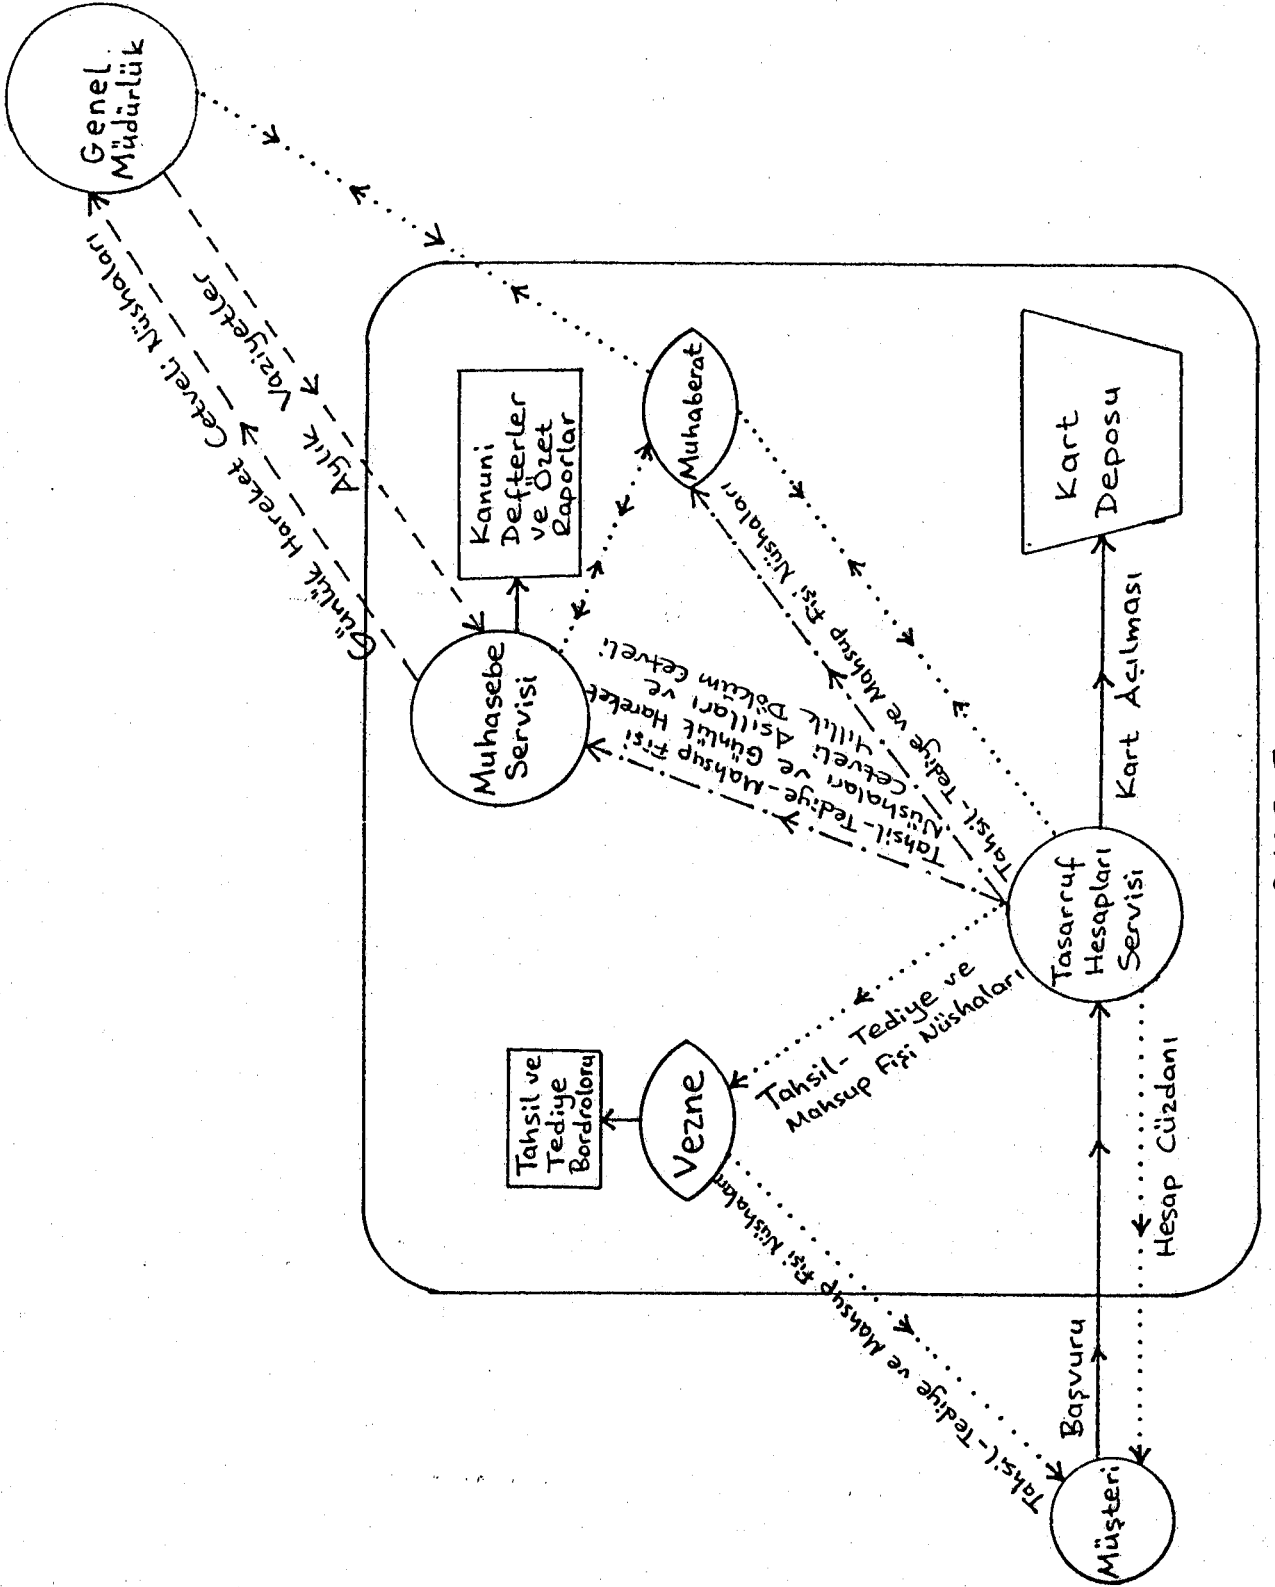 Genel
Müdürlük
Günlük Hareket Cetveli Nüshaları
Aylık Vaziyetler
Kanuni
Defterler
ve Özet
Raporlar
Muhaberat
Muhasebe
Servisi
Tahsil-Tediye-Mahsup Fişi
Nüshaları ve Günlük Hareket
Cetveli Asılları ve
Yıllık Döküm Cetveli
Tahsil-Tediye ve Mahsup Fişi Nüshaları
Kart
Deposu
Kart Açılması
Tasarruf
Hesapları
Servisi
Tahsil-Tediye ve
Mahsup Fişi Nüshaları
Tahsil ve
Tediye
Bordroloru
Vezne
Tahsil-Tediye ve Mahsup Fişi Nüshaları
Başvuru
Hesap Cüzdanı
Müşteri